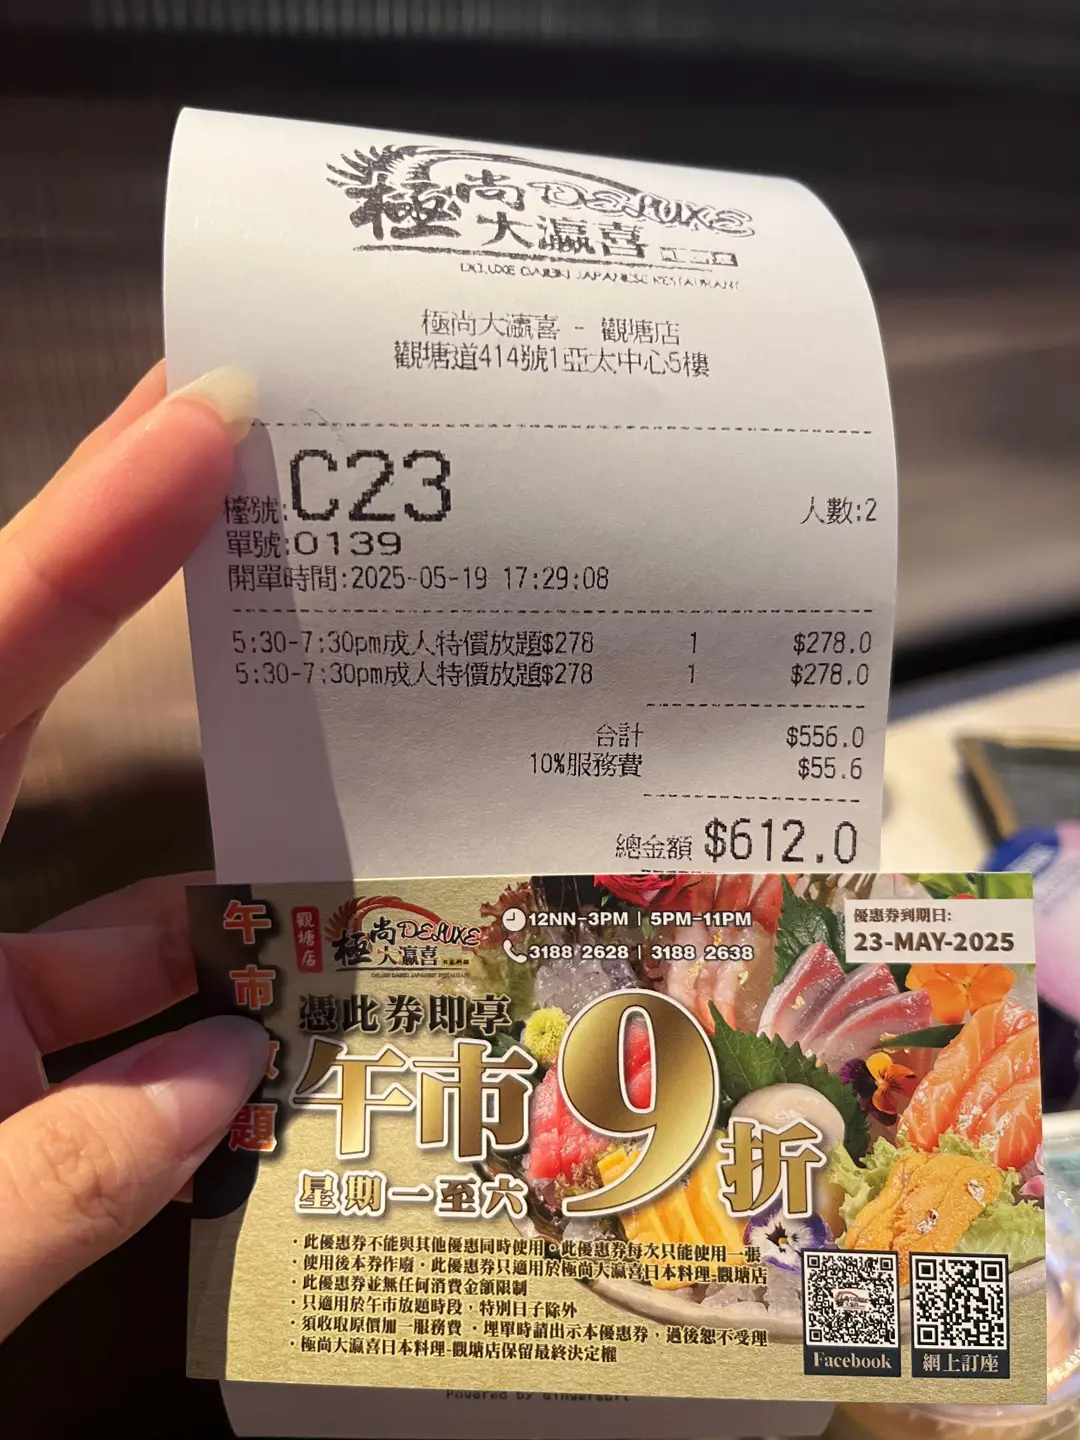 極尚 DELUXE
大瀛喜
DELUXE DAIEKI JAPANESE RESTAURANT
極尚大瀛喜 - 觀塘店
觀塘道414號1亞太中心5樓
檯號:C23
人數:2
單號:0139
開單時間:2025-05-19 17:29:08
5:30-7:30pm成人特價放題$278 1 $278.0
5:30-7:30pm成人特價放題$278 1 $278.0
合計 $556.0
10%服務費 $55.6
總金額 $612.0
午市放題
觀塘店
極尚DELUXE
大瀛喜
12NN-3PM | 5PM-11PM
3188 2628 | 3188 2638
優惠券到期日:
23-MAY-2025
憑此券即享
午市9折
星期一至六
·此優惠券不能與其他優惠同時使用·此優惠券每次只能使用一張
·使用後本券作廢·此優惠券只適用於極尚大瀛喜日本料理-觀塘店
·此優惠券並無任何消費金額限制
·只適用於午市放題時段，特別日子除外
·須收取原價加一服務費·埋單時請出示本優惠券，過後恕不受理
·極尚大瀛喜日本料理-觀塘店保留最終決定權
Facebook
網上訂座
Powered by